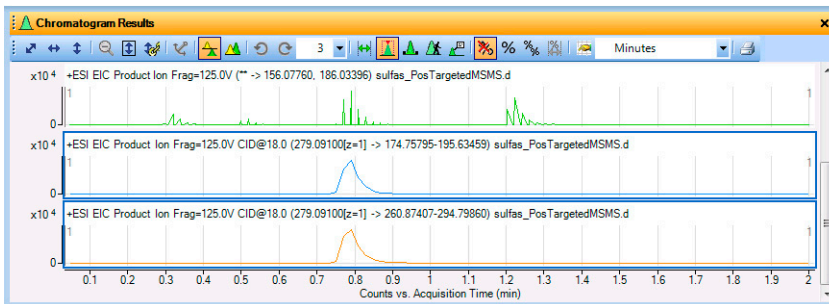 Chromatogram Results
3 Minutes
x10 4 +ESI EIC Product Ion Frag=125.0V (** -> 156.07760, 186.03396) sulfas_PosTargetedMSMS.d
1 1
0
x10 4 +ESI EIC Product Ion Frag=125.0V CID@18.0 (279.09100[z=1] -> 174.75795-195.63459) sulfas_PosTargetedMSMS.d
1 1
0
x10 4 +ESI EIC Product Ion Frag=125.0V CID@18.0 (279.09100[z=1] -> 260.87407-294.79860) sulfas_PosTargetedMSMS.d
1 1
0
0.1 0.2 0.3 0.4 0.5 0.6 0.7 0.8 0.9 1 1.1 1.2 1.3 1.4 1.5 1.6 1.7 1.8 1.9 2
Counts vs. Acquisition Time (min)